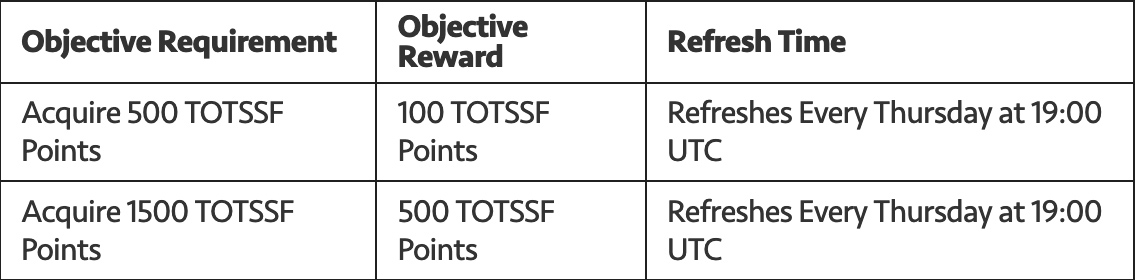 Objective Requirement
Objective
Reward
Refresh Time
Acquire 500 TOTSSF
Points
100 TOTSSF
Points
Refreshes Every Thursday at 19:00
UTC
Acquire 1500 TOTSSF
Points
500 TOTSSF
Points
Refreshes Every Thursday at 19:00
UTC